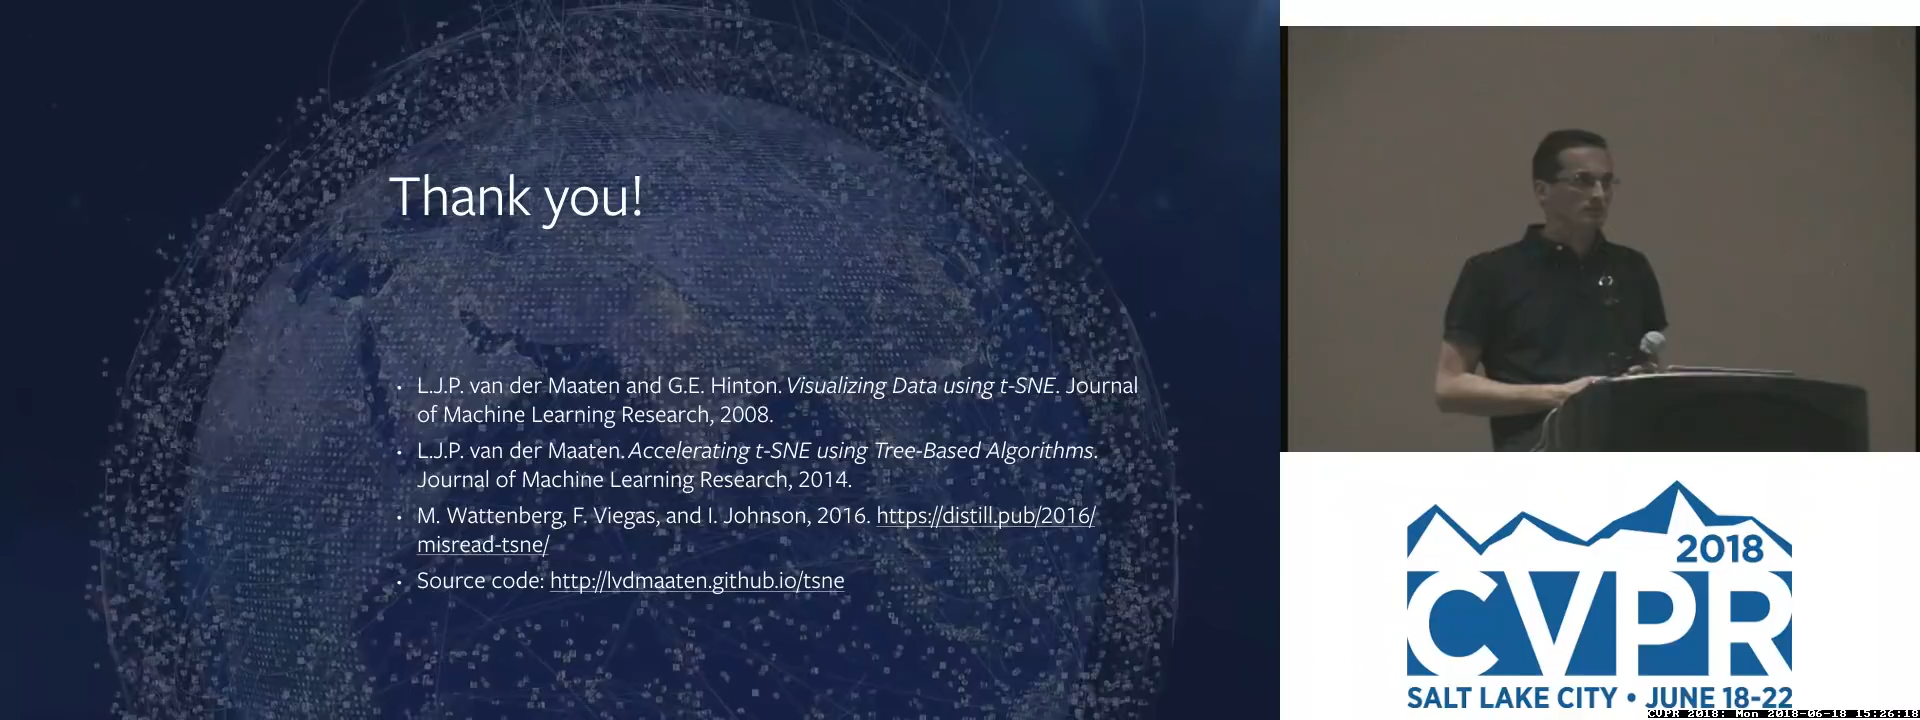 Thank you!
• L.J.P. van der Maaten and G.E. Hinton. Visualizing Data using t-SNE. Journal
of Machine Learning Research, 2008.
• L.J.P. van der Maaten. Accelerating t-SNE using Tree-Based Algorithms.
Journal of Machine Learning Research, 2014.
• M. Wattenberg, F. Viegas, and I. Johnson, 2016. https://distill.pub/2016/
misread-tsne/
• Source code: http://lvdmaaten.github.io/tsne
2018
CVPR
SALT LAKE CITY • JUNE 18-22
CVPR 2018: Mon 2018-06-18 15:26:18